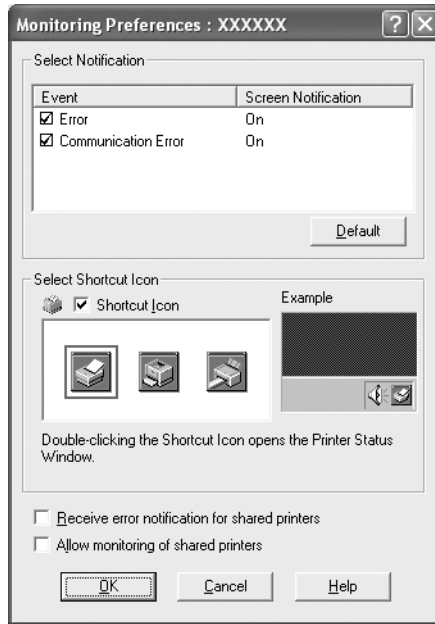 Monitoring Preferences : XXXXXX
Select Notification
Event Screen Notification
Error On
Communication Error On
Default
Select Shortcut Icon
Shortcut Icon Example
Double-clicking the Shortcut Icon opens the Printer Status
Window.
Receive error notification for shared printers
Allow monitoring of shared printers
OK Cancel Help